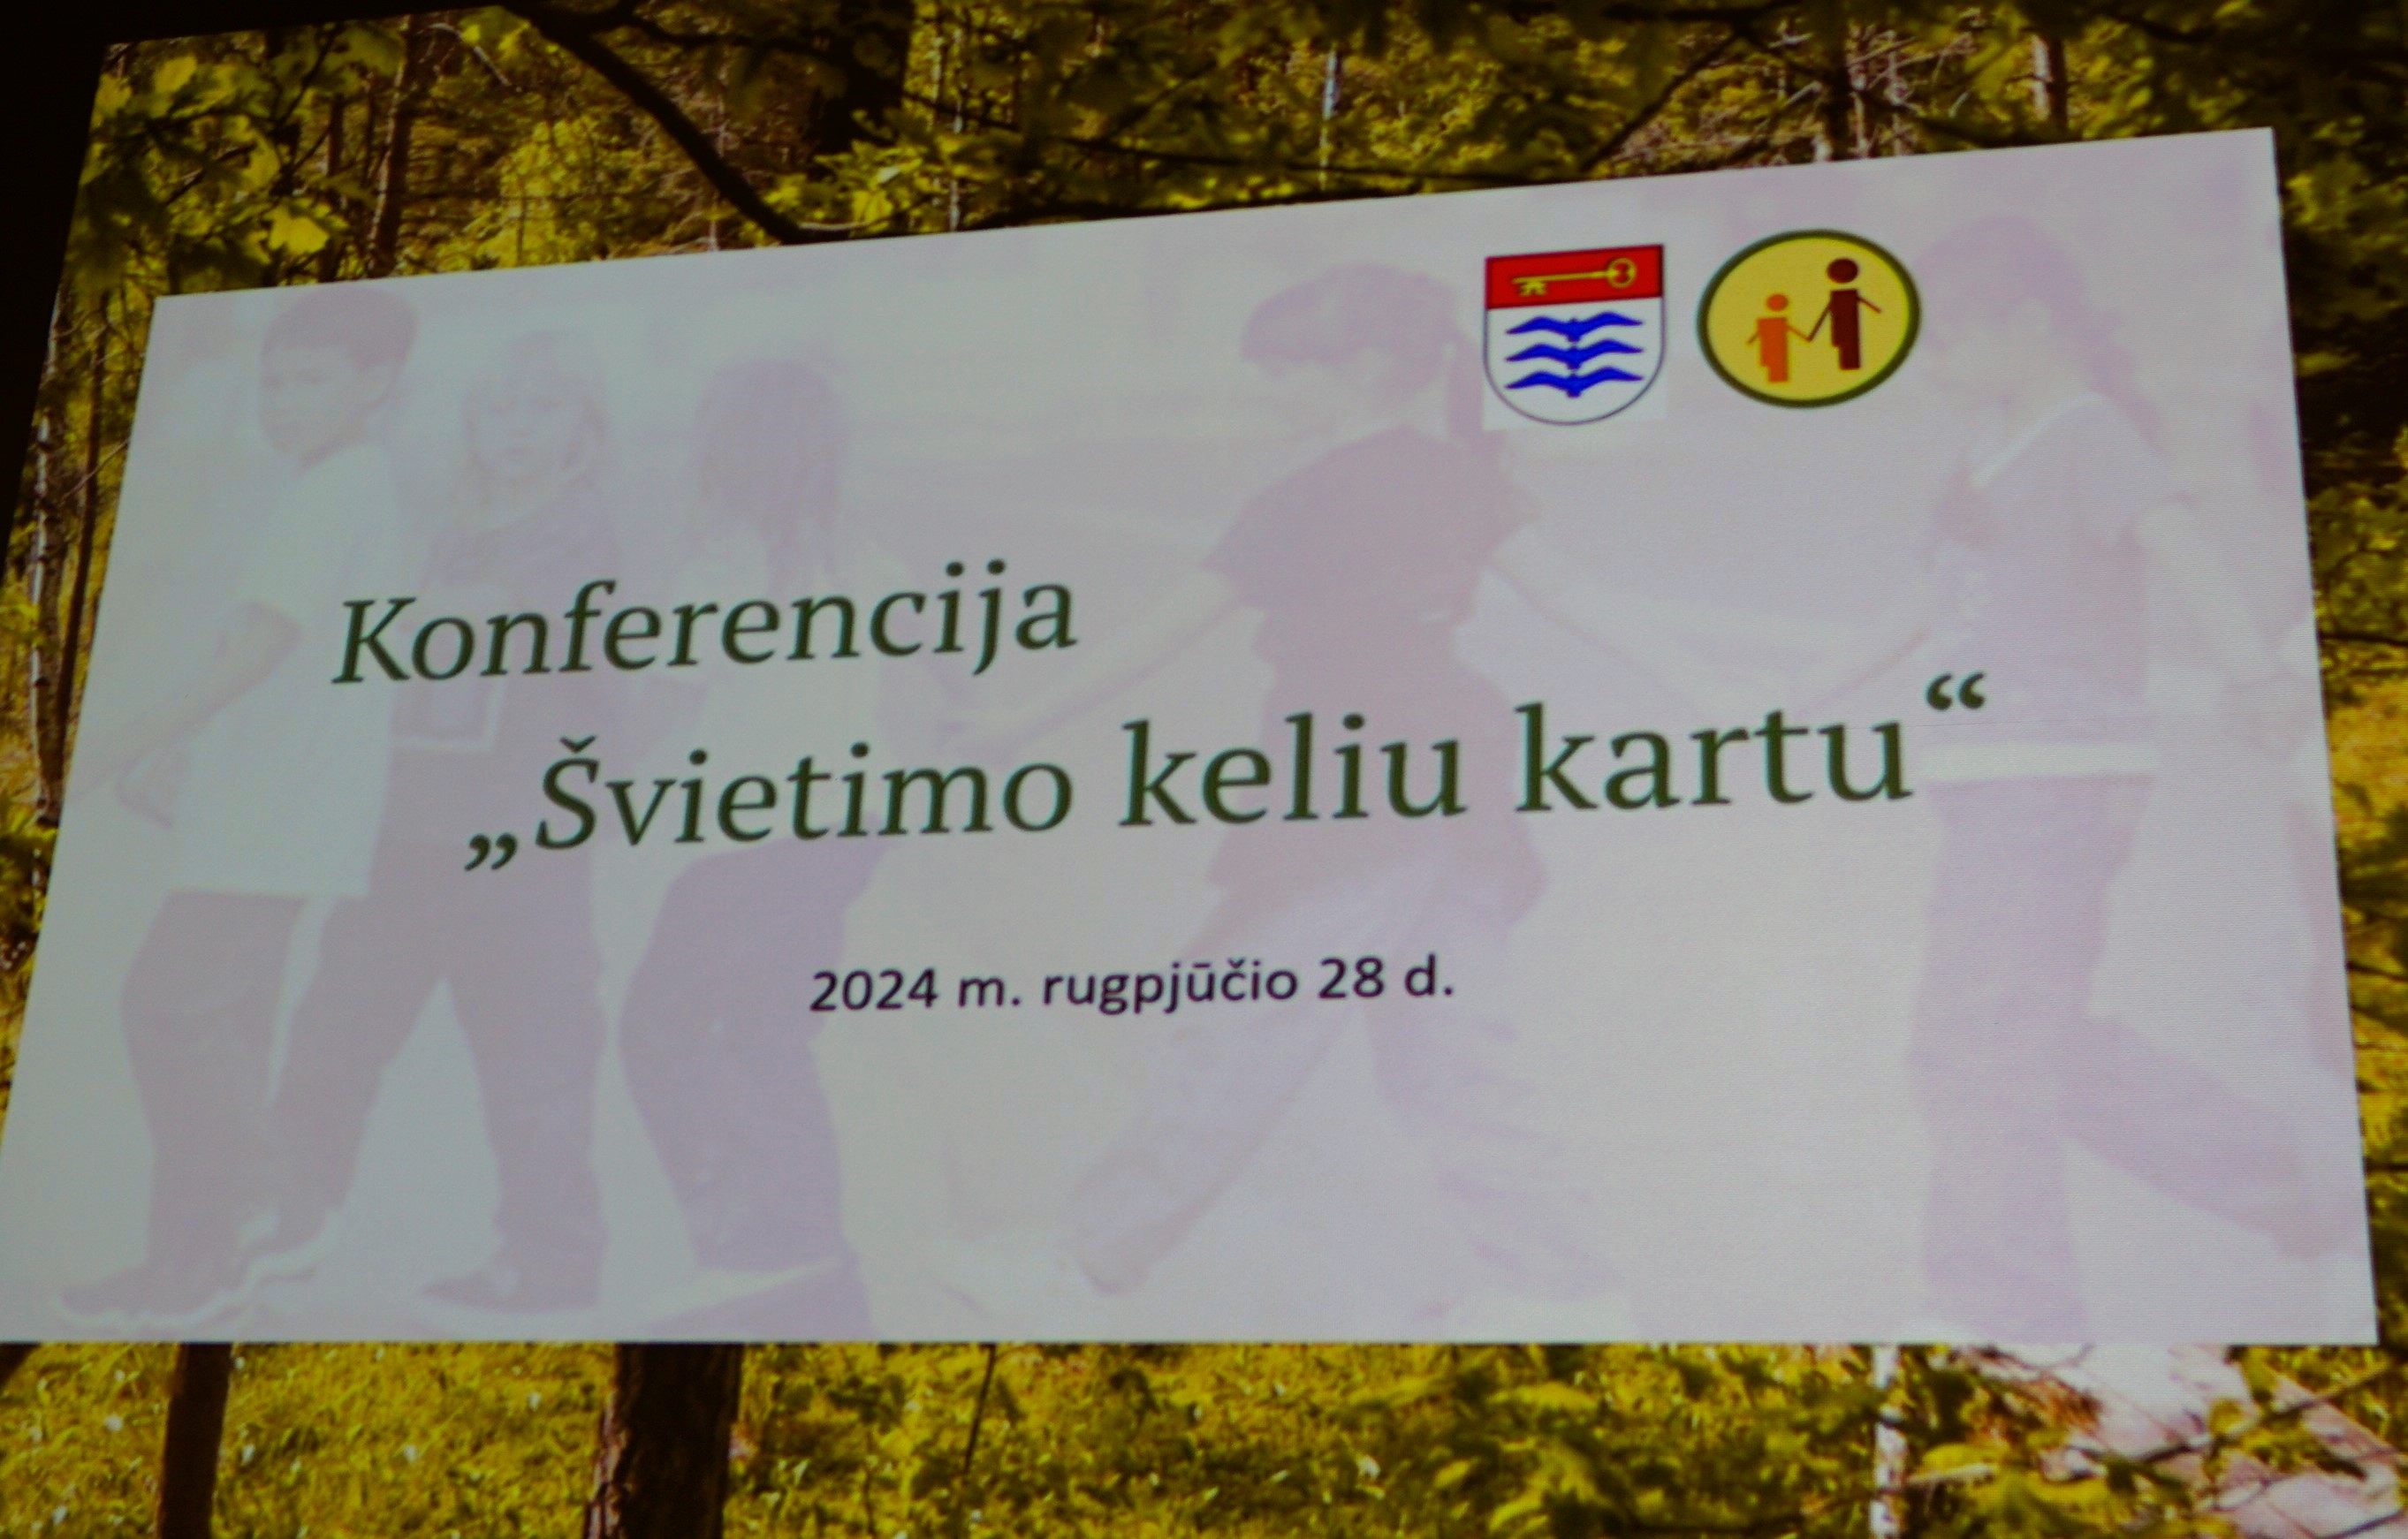 Konferencija
„Švietimo keliu kartu“
2024 m. rugpjūčio 28 d.